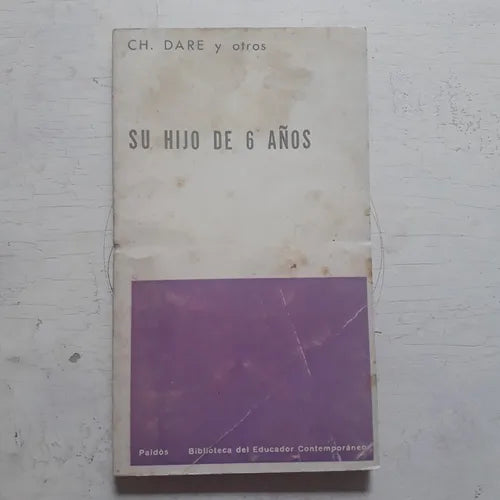 CH. DARE y otros
SU HIJO DE 6 AÑOS
Paidós Biblioteca del Educador Contemporáneo